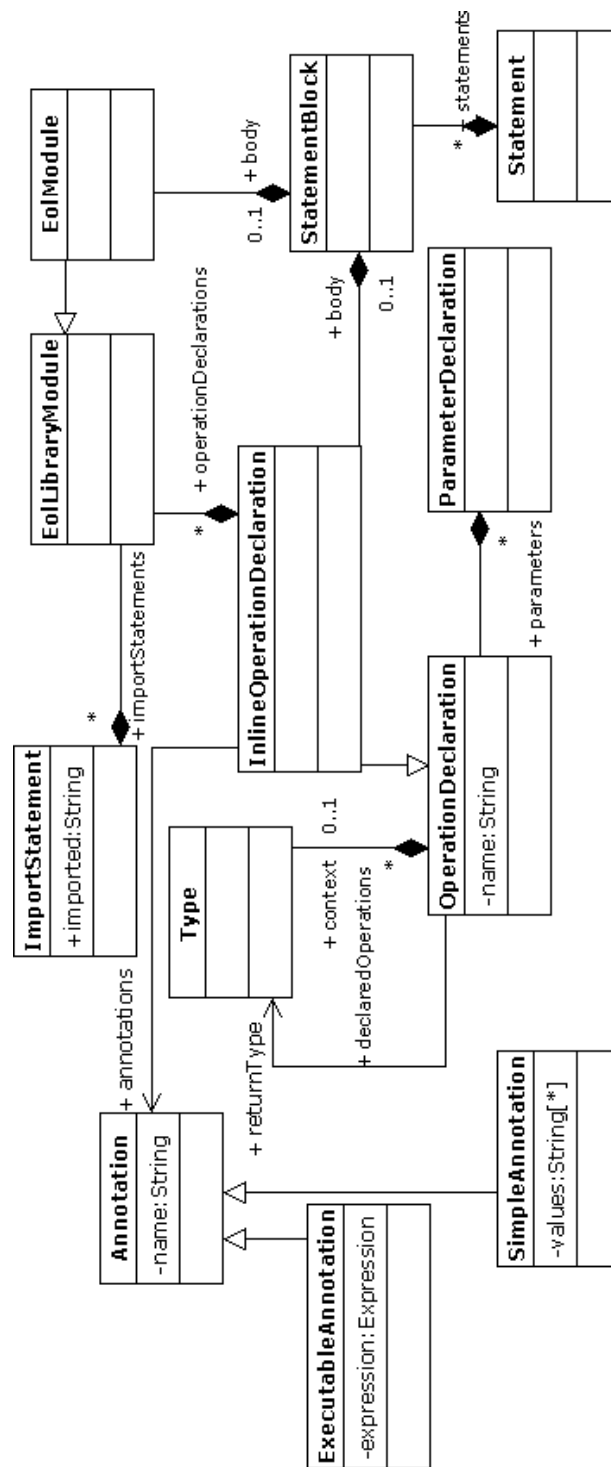 EolModule
+ body
0..1
StatementBlock
+ statements
*
Statement
EolLibraryModule
+ operationDeclarations
*
+ body
0..1
InlineOperationDeclaration
ParameterDeclaration
*
+ parameters
ImportStatement
+imported:String
*
+ importStatements
Type
0..1
+ context
*
+ declaredOperations
+ returnType
OperationDeclaration
-name:String
+ annotations
Annotation
-name:String
ExecutableAnnotation
-expression:Expression
SimpleAnnotation
-values:String[*]